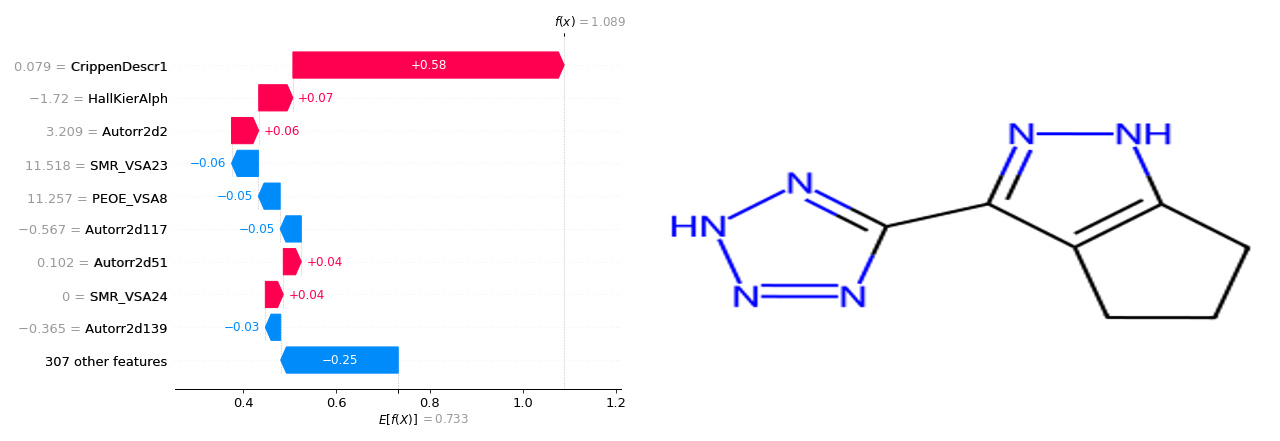 f(x) = 1.089
0.079 = CrippenDescr1
+0.58
−1.72 = HallKierAlph
+0.07
3.209 = Autorr2d2
+0.06
11.518 = SMR_VSA23
−0.06
11.257 = PEOE_VSA8
−0.05
−0.567 = Autorr2d117
−0.05
0.102 = Autorr2d51
+0.04
0 = SMR_VSA24
+0.04
−0.365 = Autorr2d139
−0.03
307 other features
−0.25
0.4 0.6 0.8 1.0 1.2
E[f(X)] = 0.733
N NH
N
HN
N N